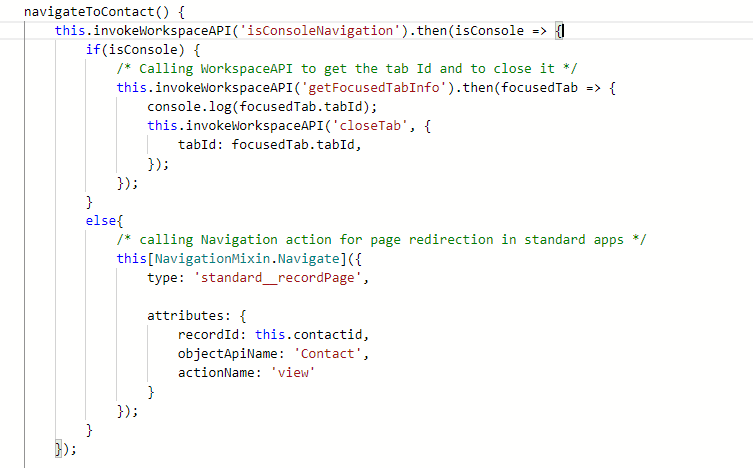 navigateToContact() {
this.invokeWorkspaceAPI('isConsoleNavigation').then(isConsole => {
if(isConsole) {
/* Calling WorkspaceAPI to get the tab Id and to close it */
this.invokeWorkspaceAPI('getFocusedTabInfo').then(focusedTab => {
console.log(focusedTab.tabId);
this.invokeWorkspaceAPI('closeTab', {
tabId: focusedTab.tabId,
});
});
}
else{
/* calling Navigation action for page redirection in standard apps */
this[NavigationMixin.Navigate]({
type: 'standard__recordPage',
attributes: {
recordId: this.contactid,
objectApiName: 'Contact',
actionName: 'view'
}
});
}
});